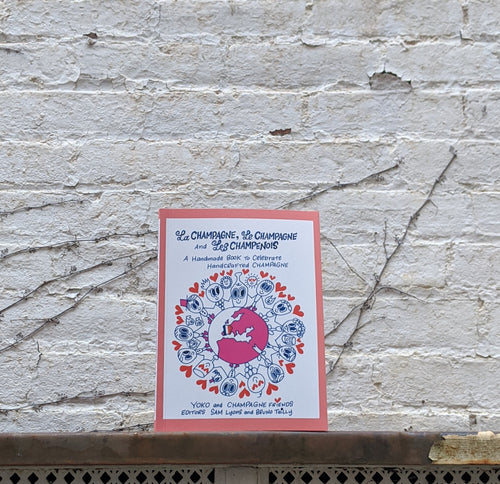 La CHAMPAGNE, Le CHAMPAGNE
AND Les CHAMPENOIS
A Handmade BOOK to CELEBRATE
HANDCRAFTED CHAMPAGNE
YOKO and CHAMPAGNE FRiENDS
EDITORS SAM Lyons and BRUNO TAiLLy